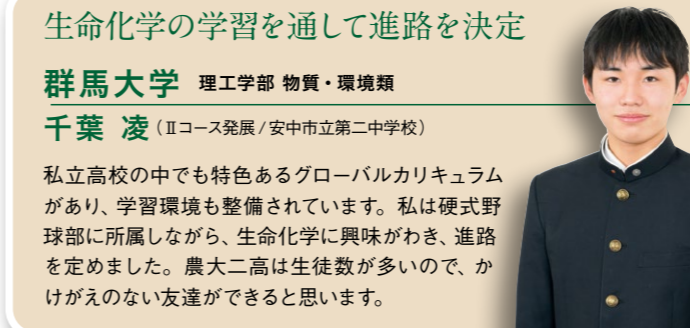 生命化学の学習を通して進路を決定
群馬大学 理工学部 物質・環境類
千葉 凌(Ⅱコース発展/安中市立第二中学校)
私立高校の中でも特色あるグローバルカリキュラム
があり、学習環境も整備されています。私は硬式野
球部に所属しながら、生命化学に興味がわき、進路
を定めました。農大二高は生徒数が多いので、か
けがえのない友達ができると思います。